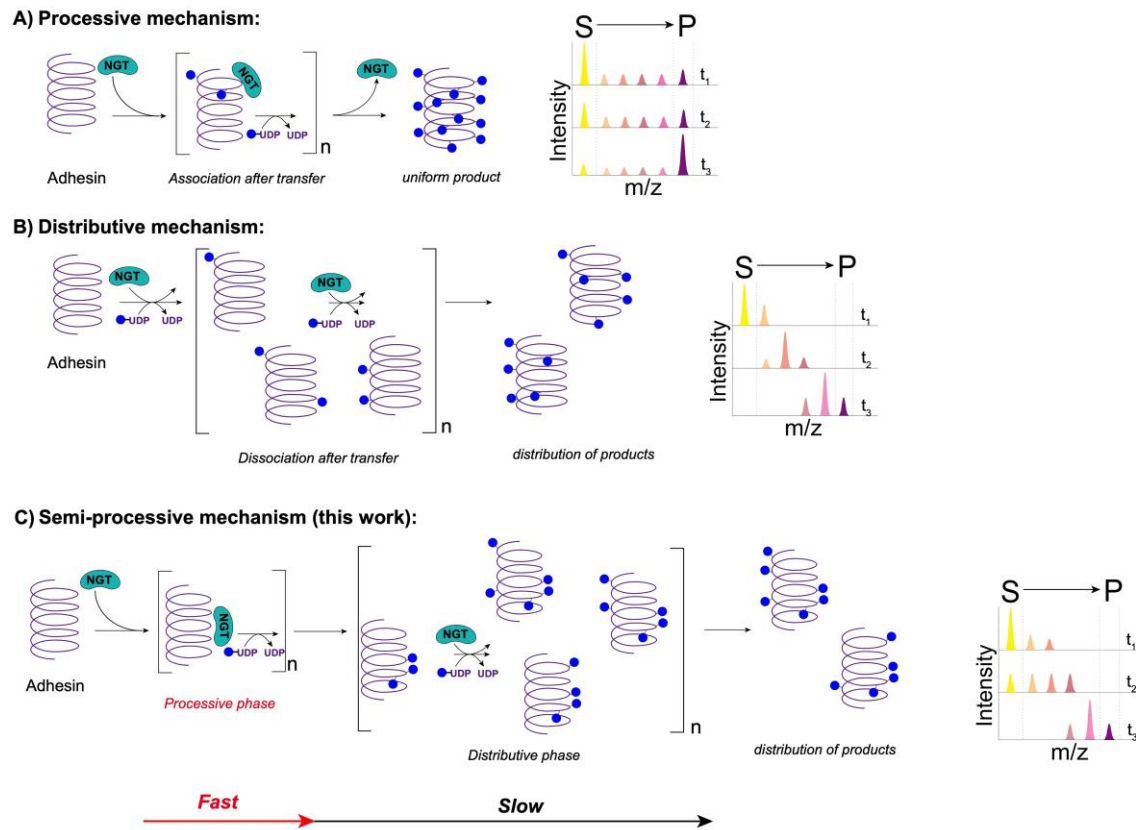 A) Processive mechanism:
NGT
NGT
UDP UDP
n
NGT
Adhesin
Association after transfer
uniform product
S P
Intensity
t1
t2
t3
m/z
B) Distributive mechanism:
NGT
UDP UDP
NGT
UDP UDP
n
Adhesin
Dissociation after transfer
distribution of products
S P
Intensity
t1
t2
t3
m/z
C) Semi-processive mechanism (this work):
NGT
NGT
UDP UDP
n
NGT
UDP UDP
n
Adhesin
Processive phase
Distributive phase
distribution of products
S P
Intensity
t1
t2
t3
m/z
Fast
Slow